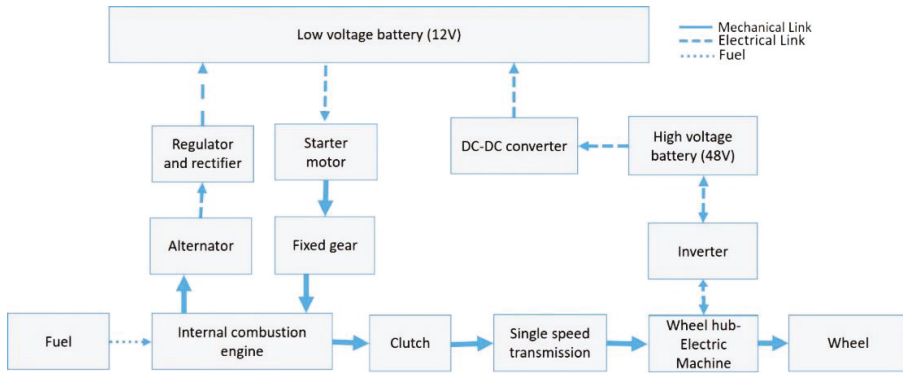 Low voltage battery (12V)
Mechanical Link
Electrical Link
Fuel
Regulator
and rectifier
Starter
motor
DC-DC converter
High voltage
battery (48V)
Alternator
Fixed gear
Inverter
Fuel
Internal combustion
engine
Clutch
Single speed
transmission
Wheel hub-
Electric
Machine
Wheel